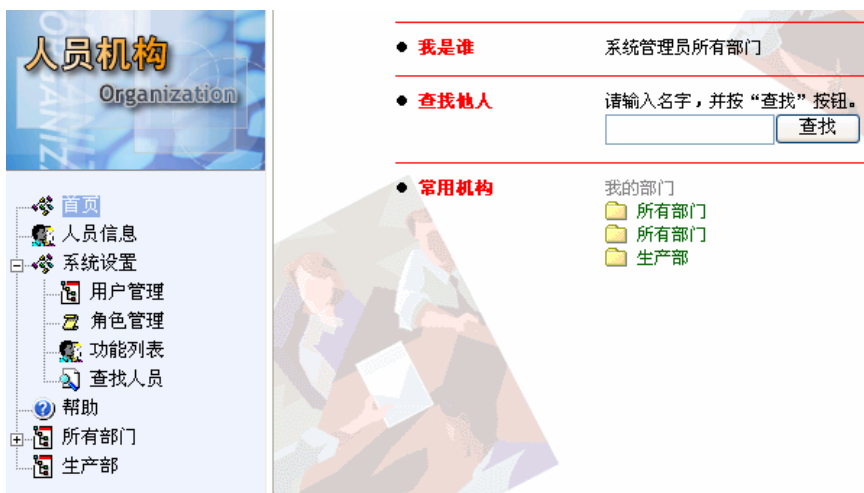 人员机构
Organization
首页
人员信息
系统设置
用户管理
角色管理
功能列表
查找人员
帮助
所有部门
生产部
我是谁
系统管理员所有部门
查找他人
请输入名字，并按“查找”按钮。
查找
常用机构
我的部门
所有部门
所有部门
生产部